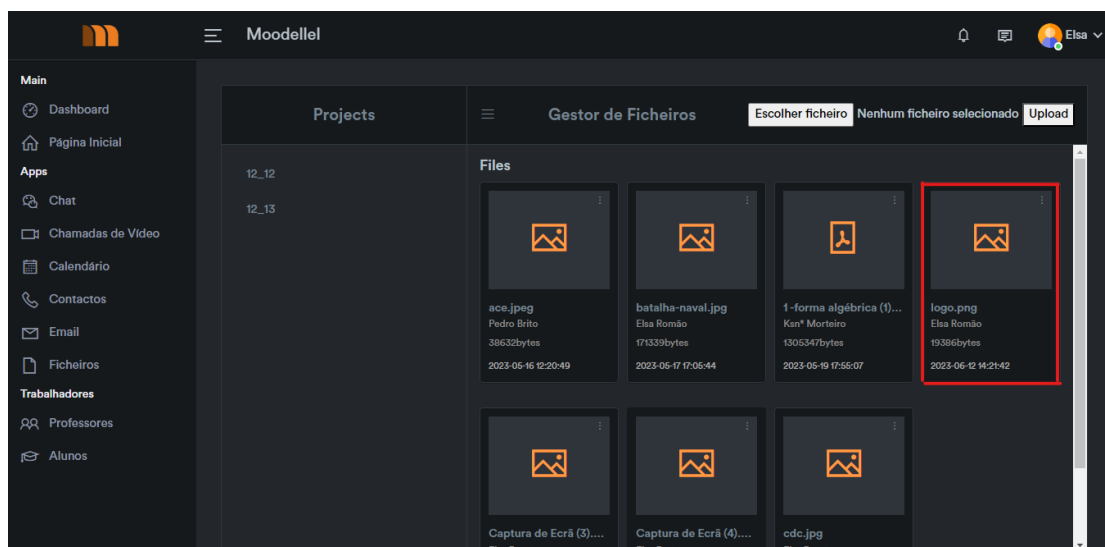 Moodellel
Elsa
Main
Dashboard
Página Inicial
Apps
Chat
Chamadas de Vídeo
Calendário
Contactos
Email
Ficheiros
Trabalhadores
Professores
Alunos
Projects
12_12
12_13
Gestor de Ficheiros
Escolher ficheiro Nenhum ficheiro selecionado Upload
Files
ace.jpeg
Pedro Brito
38632bytes
2023-05-16 12:20:49
batalha-naval.jpg
Elsa Romão
171339bytes
2023-05-17 17:05:44
1-forma algébrica (1)...
Ksn* Morteiro
1305347bytes
2023-05-19 17:55:07
logo.png
Elsa Romão
19386bytes
2023-06-12 14:21:42
Captura de Ecrã (3)....
Captura de Ecrã (4)....
cdc.jpg